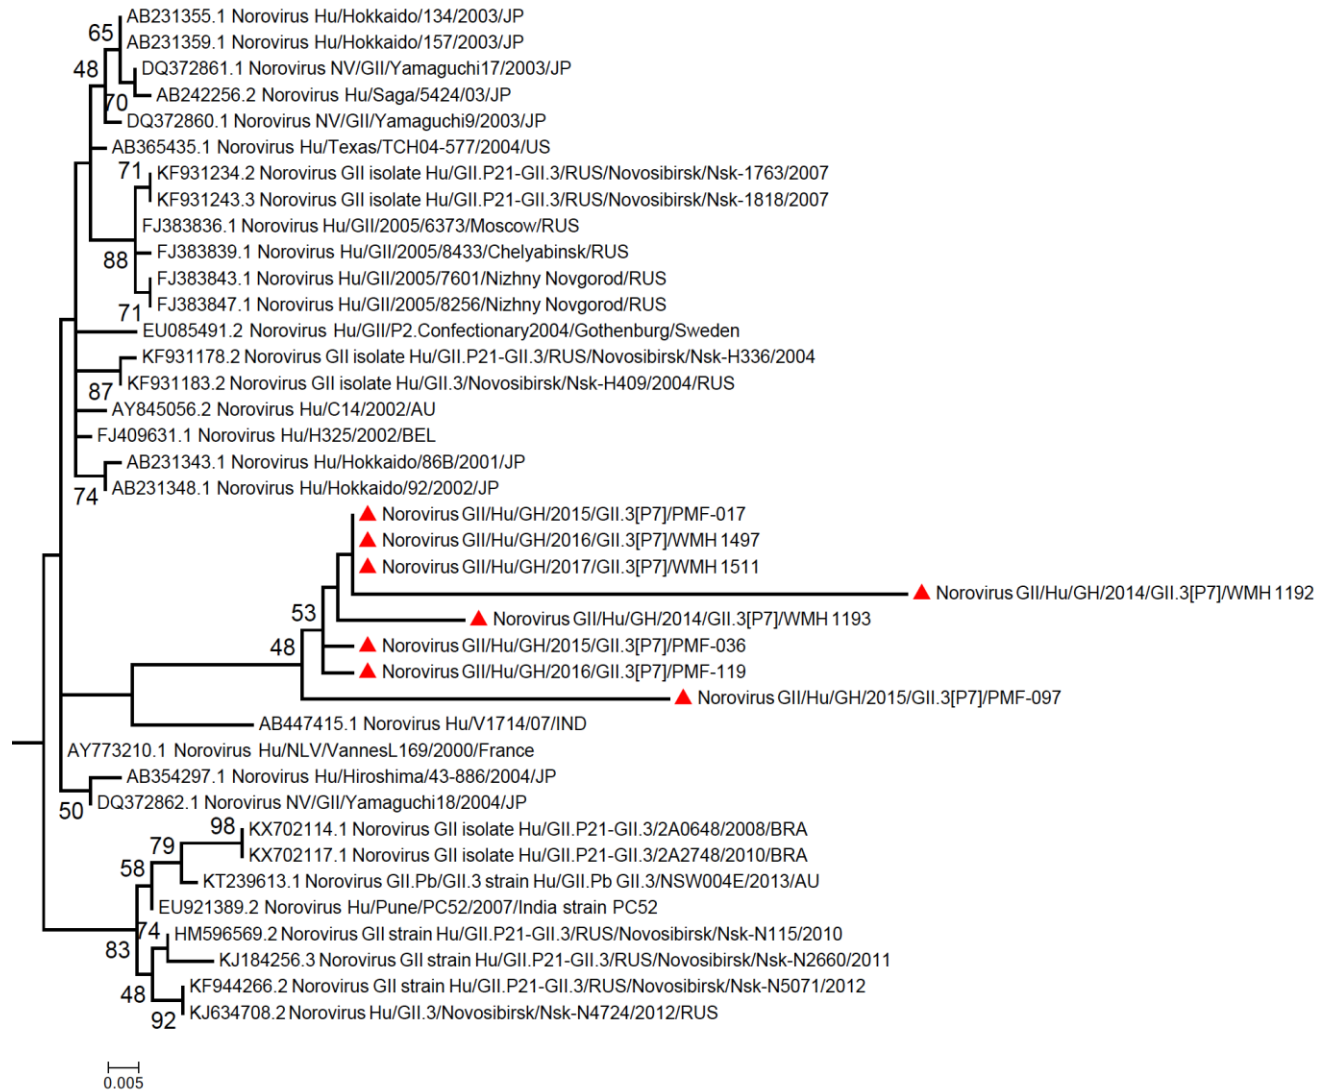 AB231355.1 Norovirus Hu/Hokkaido/134/2003/JP
65
AB231359.1 Norovirus Hu/Hokkaido/157/2003/JP
48
DQ372861.1 Norovirus NV/GII/Yamaguchi17/2003/JP
AB242256.2 Norovirus Hu/Saga/5424/03/JP
70
DQ372860.1 Norovirus NV/GII/Yamaguchi9/2003/JP
AB365435.1 Norovirus Hu/Texas/TCH04-577/2004/US
71
KF931234.2 Norovirus GII isolate Hu/GII.P21-GII.3/RUS/Novosibirsk/Nsk-1763/2007
KF931243.3 Norovirus GII isolate Hu/GII.P21-GII.3/RUS/Novosibirsk/Nsk-1818/2007
FJ383836.1 Norovirus Hu/GII/2005/6373/Moscow/RUS
FJ383839.1 Norovirus Hu/GII/2005/8433/Chelyabinsk/RUS
88
FJ383843.1 Norovirus Hu/GII/2005/7601/Nizhny Novgorod/RUS
FJ383847.1 Norovirus Hu/GII/2005/8256/Nizhny Novgorod/RUS
71
EU085491.2 Norovirus Hu/GII/P2.Confectionary2004/Gothenburg/Sweden
KF931178.2 Norovirus GII isolate Hu/GII.P21-GII.3/RUS/Novosibirsk/Nsk-H336/2004
KF931183.2 Norovirus GII isolate Hu/GII.3/Novosibirsk/Nsk-H409/2004/RUS
87
AY845056.2 Norovirus Hu/C14/2002/AU
FJ409631.1 Norovirus Hu/H325/2002/BEL
AB231343.1 Norovirus Hu/Hokkaido/86B/2001/JP
AB231348.1 Norovirus Hu/Hokkaido/92/2002/JP
74
Norovirus GII/Hu/GH/2015/GII.3[P7]/PMF-017
Norovirus GII/Hu/GH/2016/GII.3[P7]/WMH 1497
Norovirus GII/Hu/GH/2017/GII.3[P7]/WMH 1511
Norovirus GII/Hu/GH/2014/GII.3[P7]/WMH 1192
53
Norovirus GII/Hu/GH/2014/GII.3[P7]/WMH 1193
48
Norovirus GII/Hu/GH/2015/GII.3[P7]/PMF-036
Norovirus GII/Hu/GH/2016/GII.3[P7]/PMF-119
Norovirus GII/Hu/GH/2015/GII.3[P7]/PMF-097
AB447415.1 Norovirus Hu/V1714/07/IND
AY773210.1 Norovirus Hu/NLV/VannesL169/2000/France
AB354297.1 Norovirus Hu/Hiroshima/43-886/2004/JP
DQ372862.1 Norovirus NV/GII/Yamaguchi18/2004/JP
50
98
KX702114.1 Norovirus GII isolate Hu/GII.P21-GII.3/2A0648/2008/BRA
79
KX702117.1 Norovirus GII isolate Hu/GII.P21-GII.3/2A2748/2010/BRA
58
KT239613.1 Norovirus GII.Pb/GII.3 strain Hu/GII.Pb GII.3/NSW004E/2013/AU
EU921389.2 Norovirus Hu/Pune/PC52/2007/India strain PC52
74
HM596569.2 Norovirus GII strain Hu/GII.P21-GII.3/RUS/Novosibirsk/Nsk-N115/2010
83
KJ184256.3 Norovirus GII strain Hu/GII.P21-GII.3/RUS/Novosibirsk/Nsk-N2660/2011
KF944266.2 Norovirus GII strain Hu/GII.P21-GII.3/RUS/Novosibirsk/Nsk-N5071/2012
48
KJ634708.2 Norovirus Hu/GII.3/Novosibirsk/Nsk-N4724/2012/RUS
92
0.005